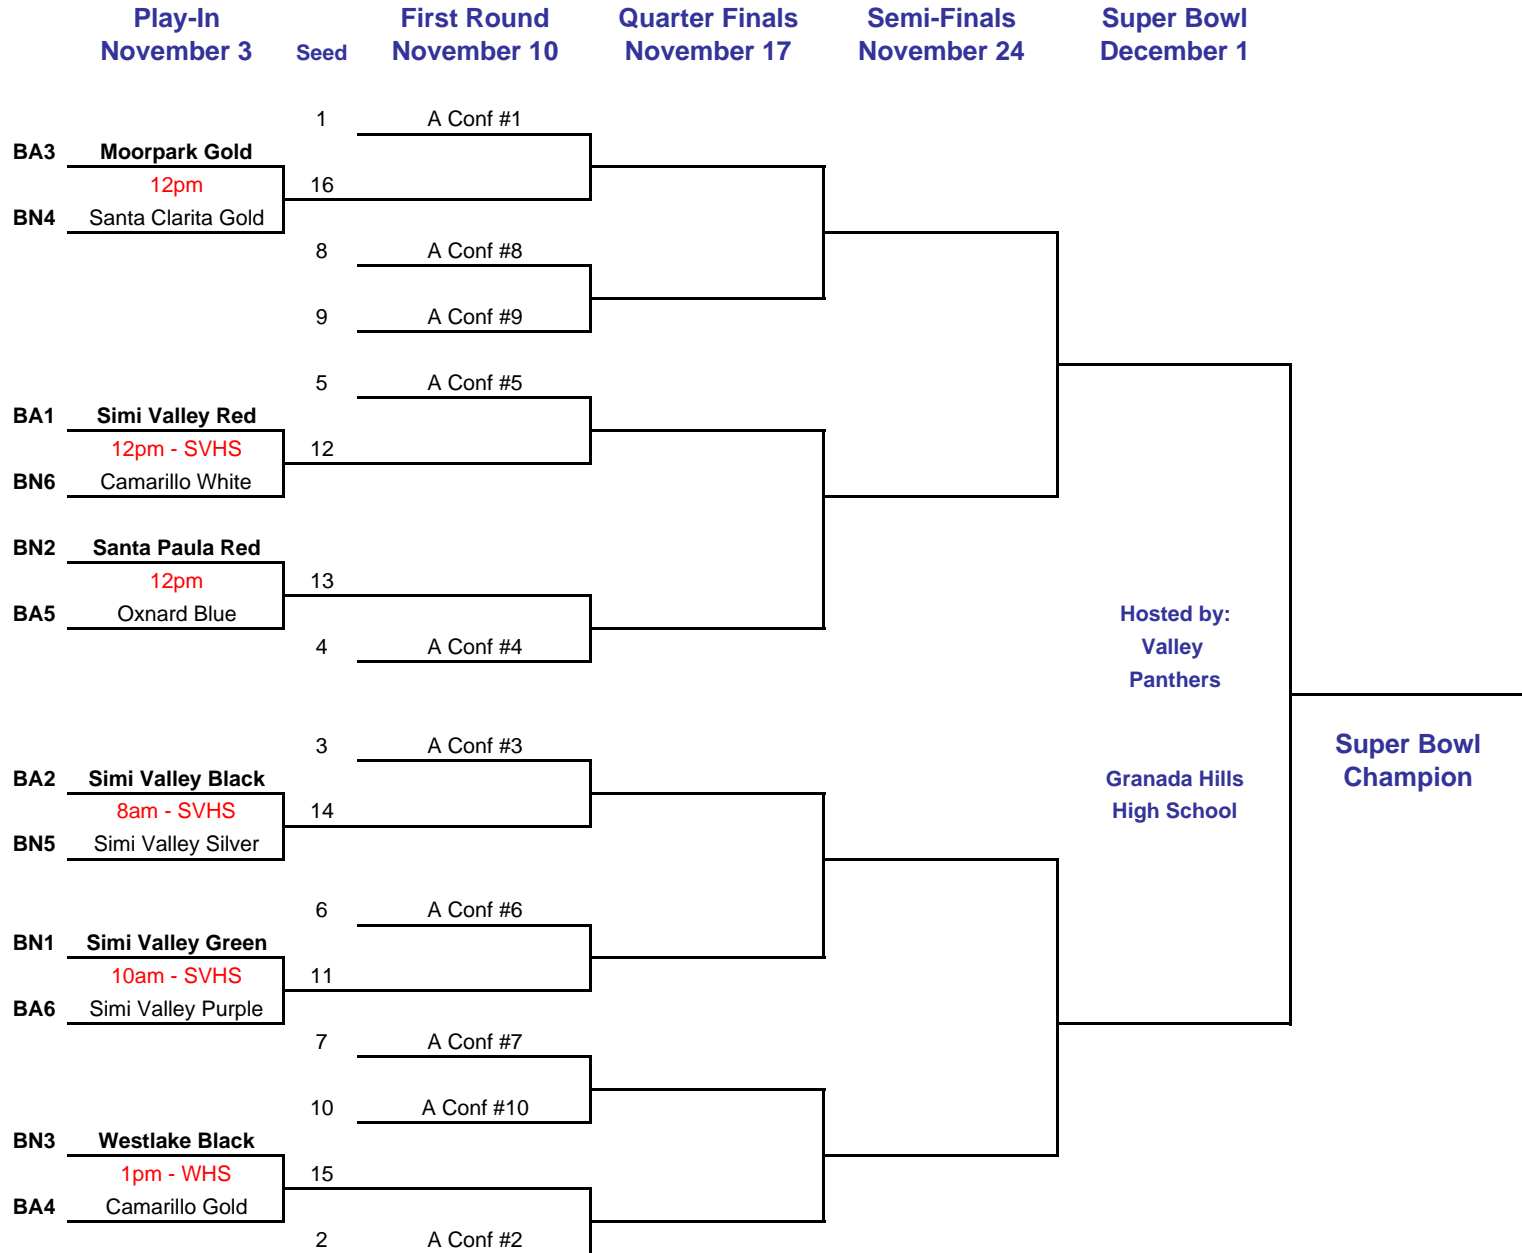 Play-In First Round Quarter Finals Semi-Finals Super Bowl
November 3 Seed November 10 November 17 November 24 December 1
1 A Conf #1
BA3 Moorpark Gold
12pm 16
BN4 Santa Clarita Gold
8 A Conf #8
9 A Conf #9
5 A Conf #5
BA1 Simi Valley Red
12pm - SVHS 12
BN6 Camarillo White
BN2 Santa Paula Red
12pm 13
BA5 Oxnard Blue Hosted by:
4 A Conf #4 Valley
Panthers
3 A Conf #3 Super Bowl
BA2 Simi Valley Black Granada Hills Champion
8am - SVHS 14 High School
BN5 Simi Valley Silver
6 A Conf #6
BN1 Simi Valley Green
10am - SVHS 11
BA6 Simi Valley Purple
7 A Conf #7
10 A Conf #10
BN3 Westlake Black
1pm - WHS 15
BA4 Camarillo Gold
2 A Conf #2